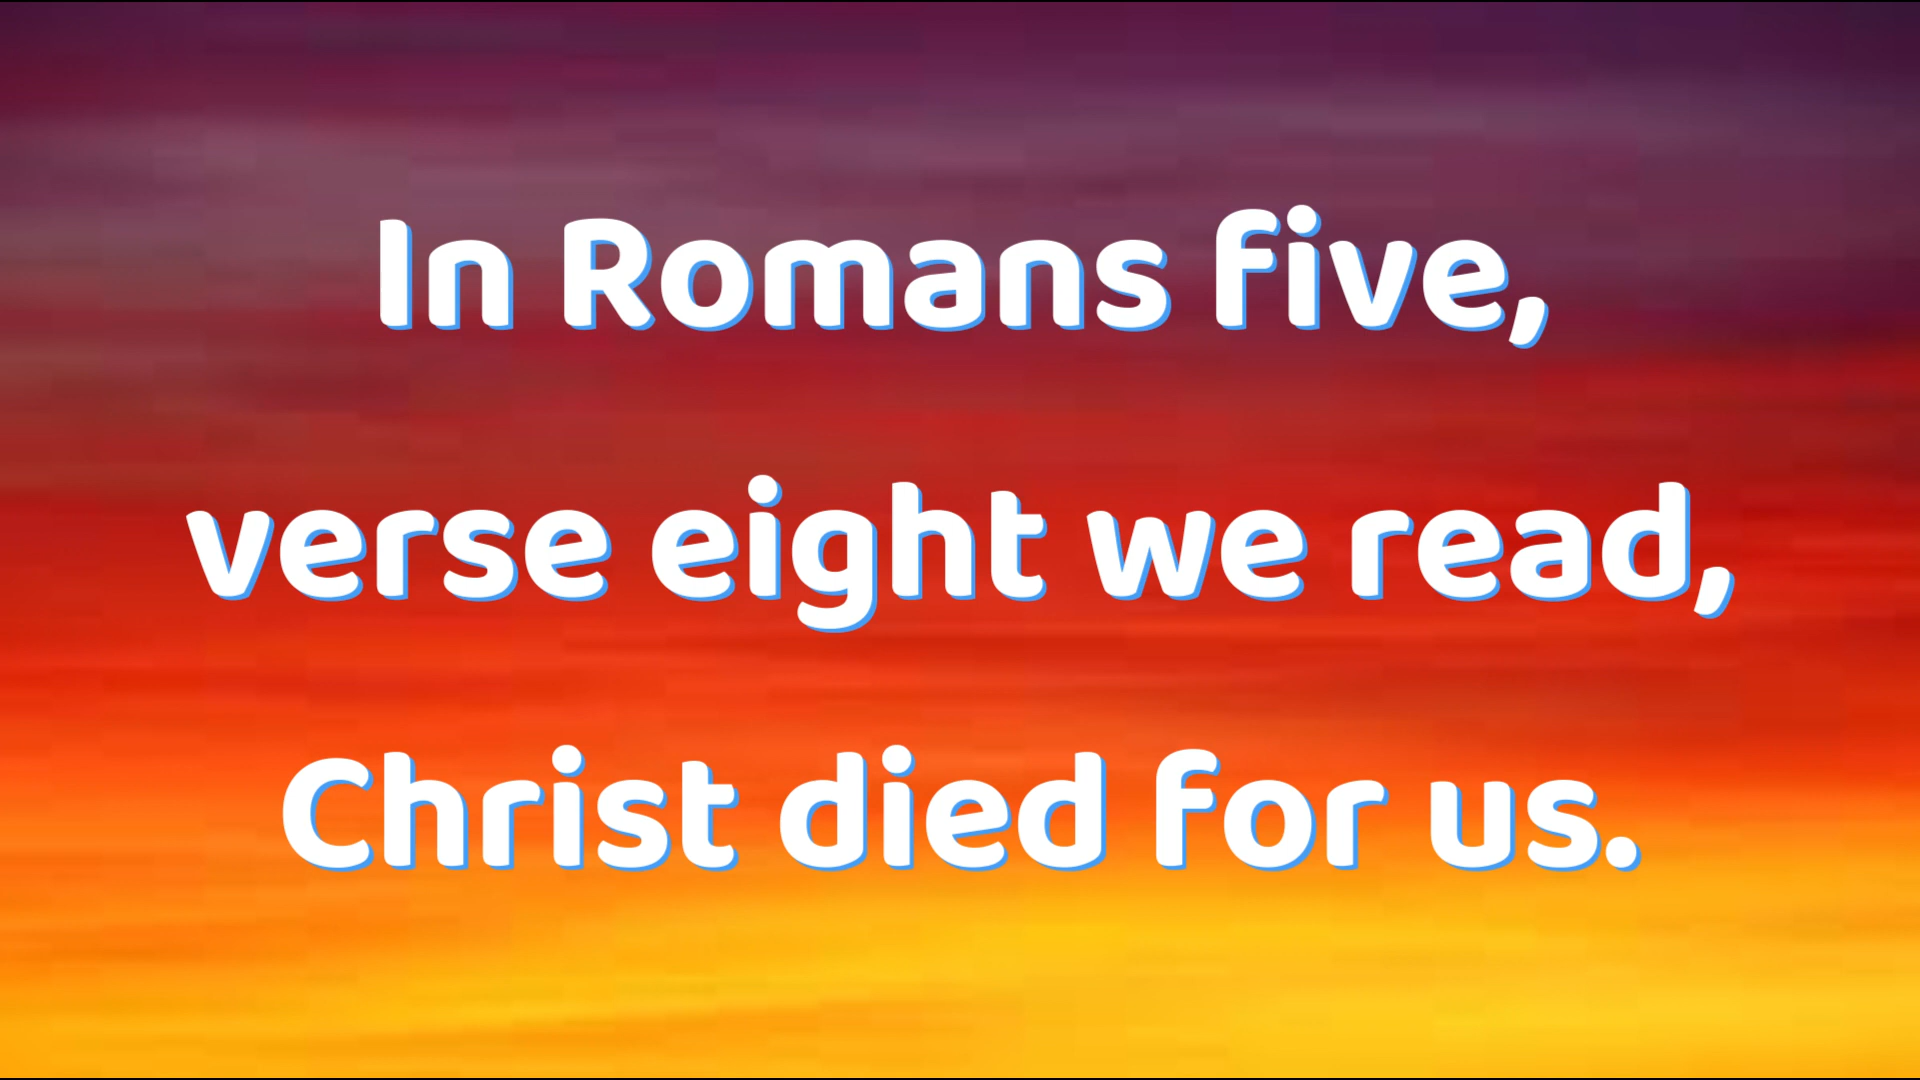 In Romans five,
verse eight we read,
Christ died for us.